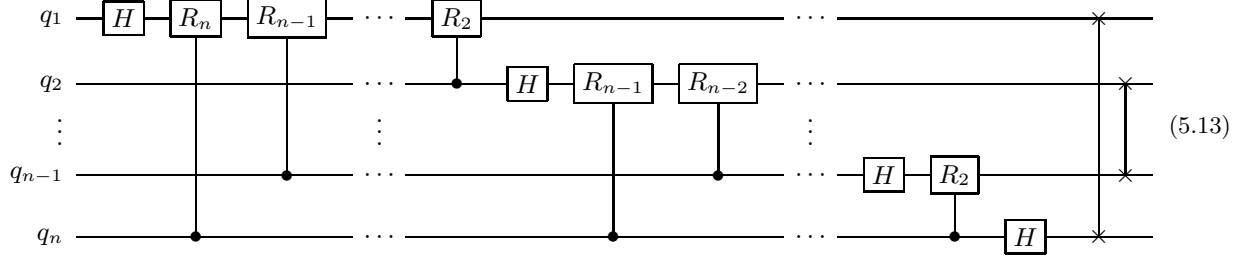 q₁ H Rₙ Rₙ₋₁ ··· R₂ ···
q₂ ··· H Rₙ₋₁ Rₙ₋₂ ···
⋮ ⋮ ⋮ (5.13)
qₙ₋₁ ··· ··· H R₂
qₙ ··· ··· H